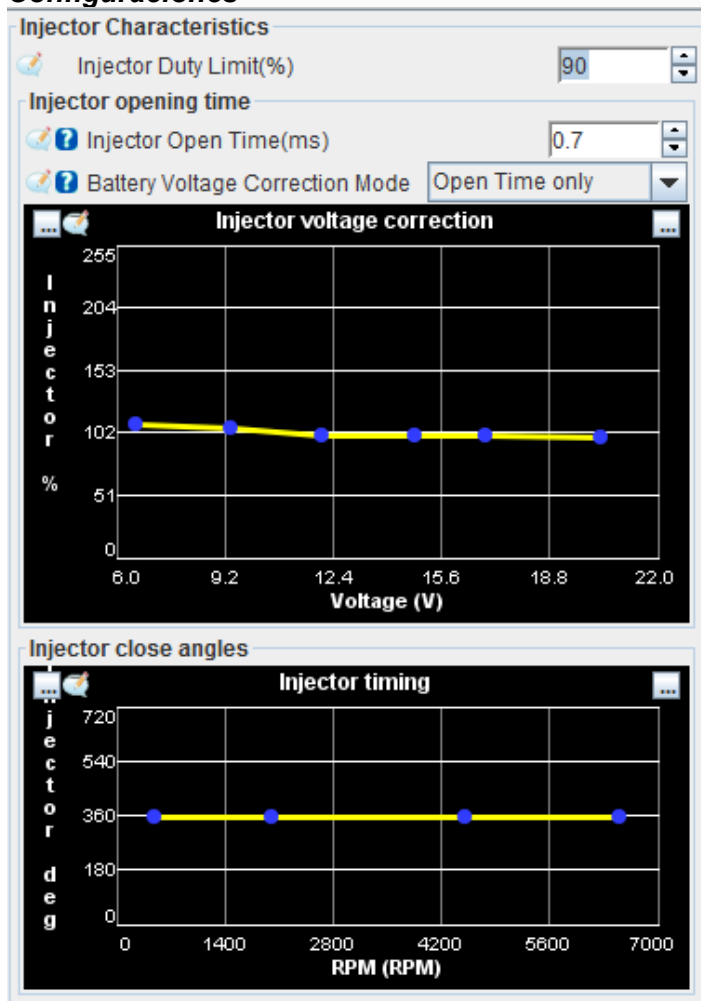 Configuraciones
Injector Characteristics
Injector Duty Limit(%) 90
Injector opening time
? Injector Open Time(ms) 0.7
? Battery Voltage Correction Mode Open Time only
... Injector voltage correction ...
Injector %
255
204
153
102
51
0
6.0 9.2 12.4 15.6 18.8 22.0
Voltage (V)
Injector close angles
... Injector timing ...
njector deg
720
540
360
180
0
0 1400 2800 4200 5600 7000
RPM (RPM)